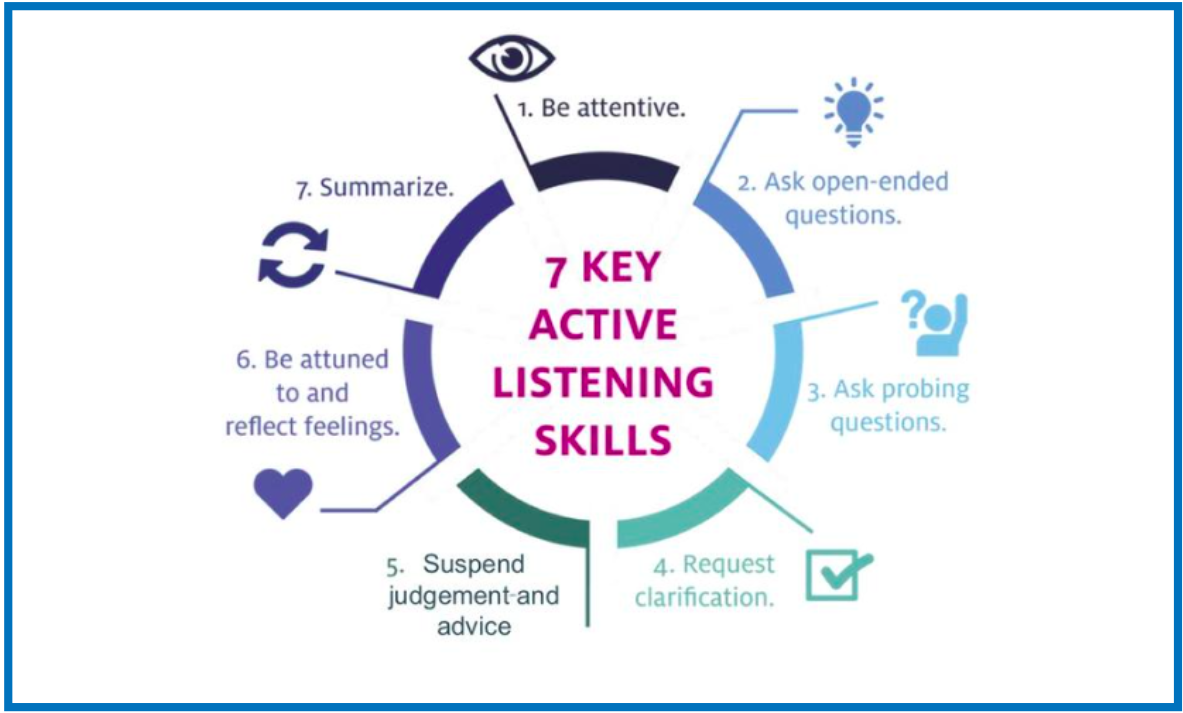 1. Be attentive.
2. Ask open-ended
questions.
3. Ask probing
questions.
4. Request
clarification.
5. Suspend
judgement-and
advice
6. Be attuned
to and
reflect feelings.
7. Summarize.
7 KEY
ACTIVE
LISTENING
SKILLS
?